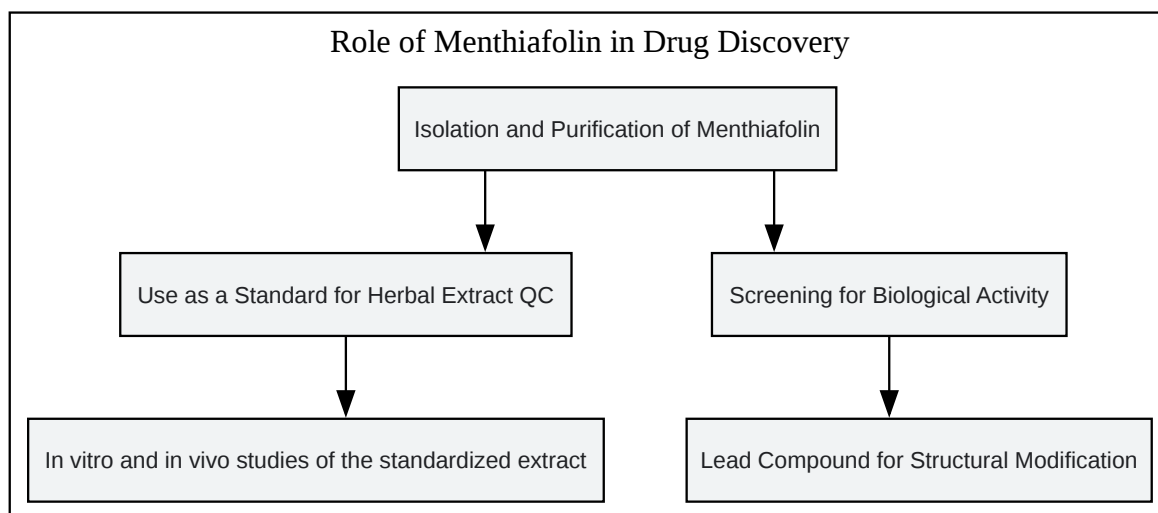 Role of Menthiafolin in Drug Discovery
Isolation and Purification of Menthiafolin
Use as a Standard for Herbal Extract QC
Screening for Biological Activity
In vitro and in vivo studies of the standardized extract
Lead Compound for Structural Modification